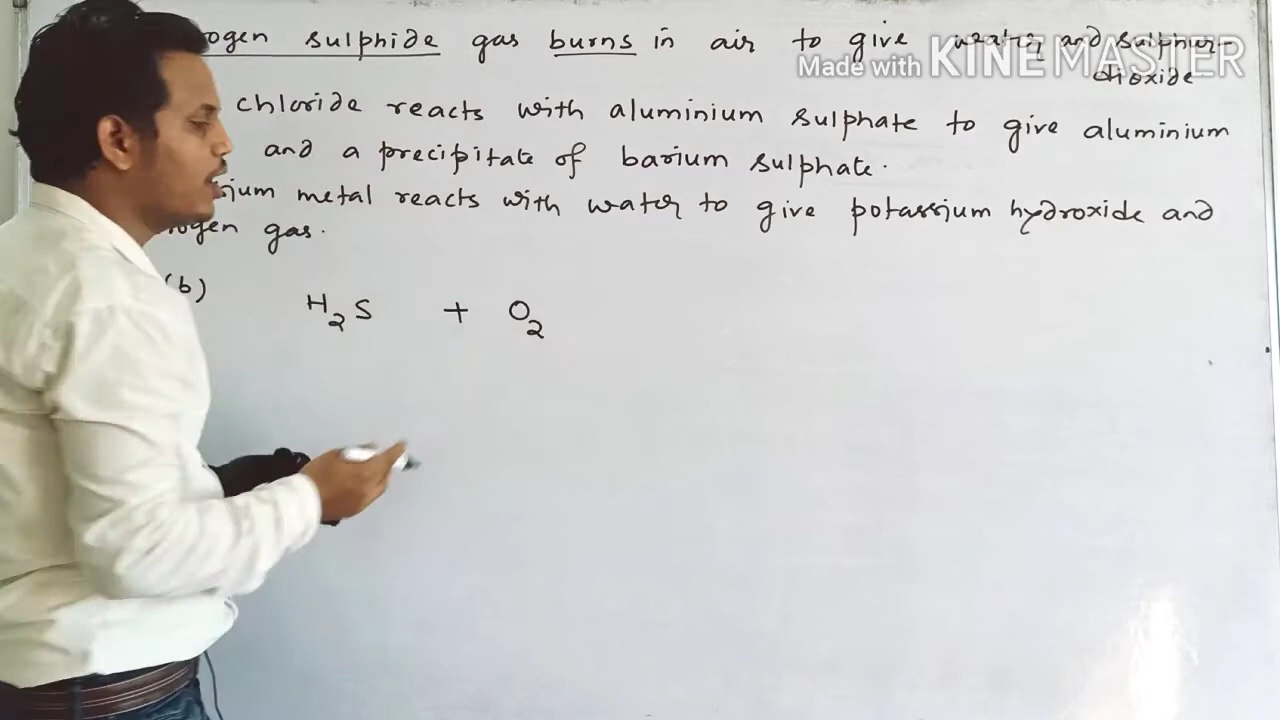 ogen sulphide gas burns in air to give water and sulphur-
dioxide
Made with KINEMASTER
chloride reacts with aluminium sulphate to give aluminium
and a precipitate of barium sulphate.
ium metal reacts with water to give potassium hydroxide and
ogen gas.
(b) H2S + O2